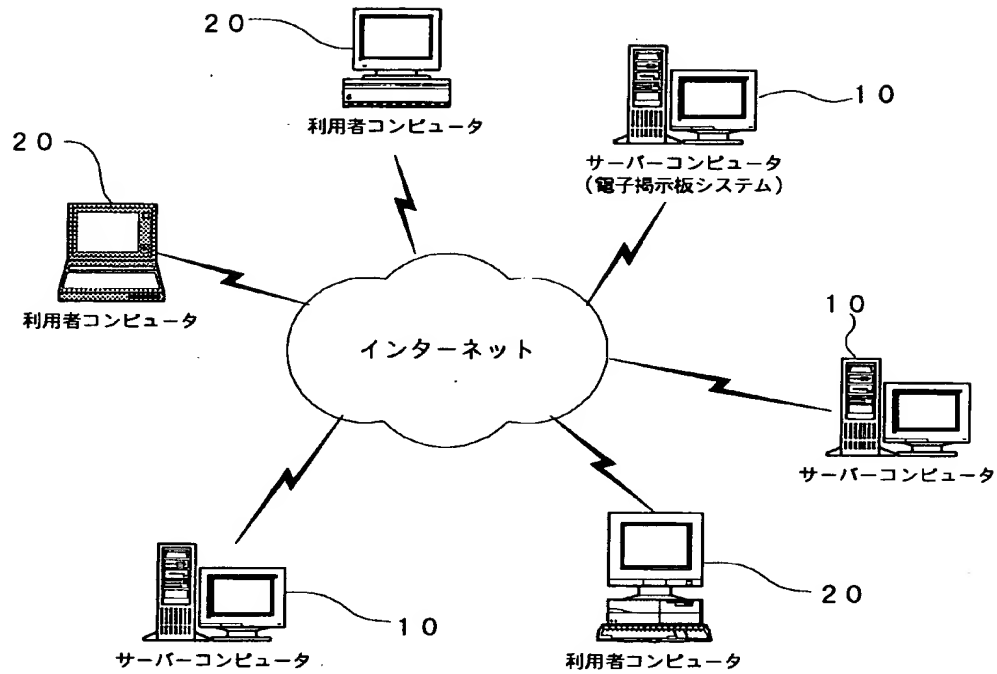 ２０
利用者コンピュータ
１０
サーバーコンピュータ
（電子掲示板システム）
２０
利用者コンピュータ
インターネット
１０
サーバーコンピュータ
１０
サーバーコンピュータ
２０
利用者コンピュータ